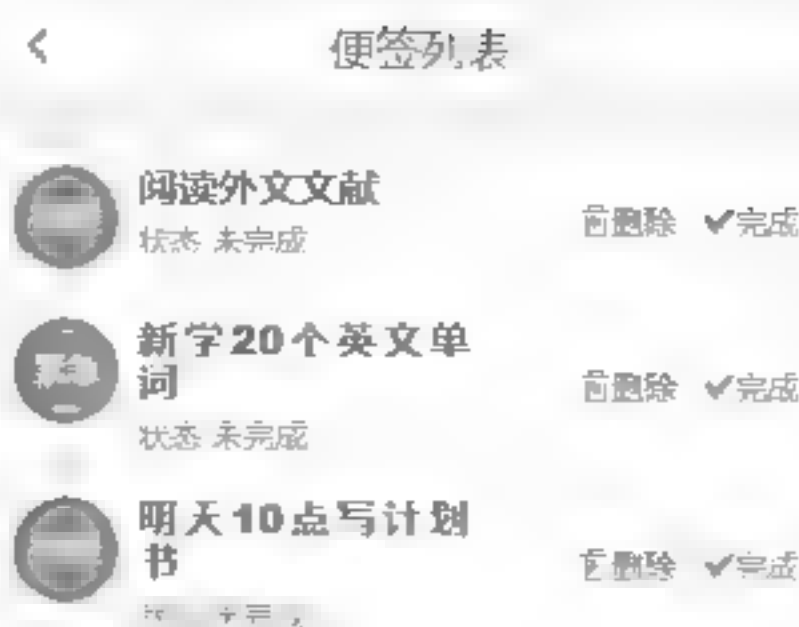 便签列表
阅读外文文献
状态 未完成
删除 完成
新学20个英文单
词
状态 未完成
删除 完成
明天10点写计划
书
删除 完成